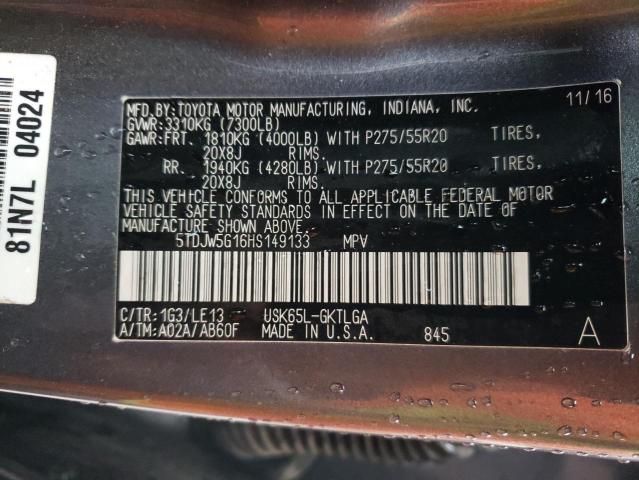 81N7L 04024
MFD.BY:TOYOTA MOTOR MANUFACTURING, INDIANA, INC. 11/16
GVWR:3310KG (7300LB)
GAWR:FRT. 1810KG (4000LB) WITH P275/55R20 TIRES,
20X8J RIMS.
RR. 1940KG (4280LB) WITH P275/55R20 TIRES,
20X8J RIMS.
THIS VEHICLE CONFORMS TO ALL APPLICABLE FEDERAL MOTOR
VEHICLE SAFETY STANDARDS IN EFFECT ON THE DATE OF
MANUFACTURE SHOWN ABOVE.
5TDJW5G16HS149133 MPV
C/TR:1G3/LE13 USK65L-GKTLGA
A/TM:A02A/AB60F MADE IN U.S.A. 845 A